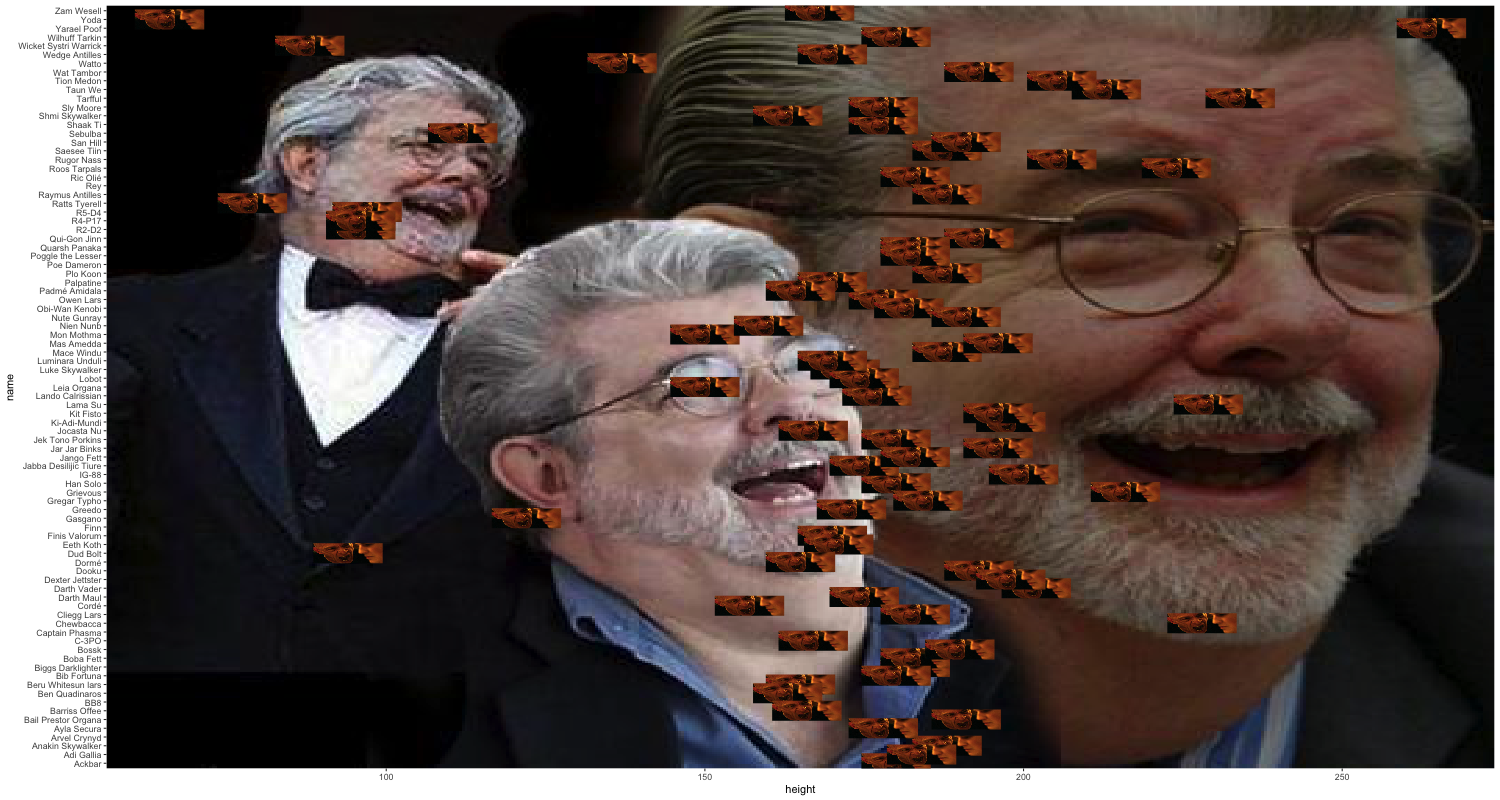 Zam Wesell
Yoda
Yarael Poof
Wilhuff Tarkin
Wicket Systri Warrick
Wedge Antilles
Watto
Wat Tambor
Tion Medon
Taun We
Tarfful
Sly Moore
Shmi Skywalker
Shaak Ti
Sebulba
San Hill
Saesee Tiin
Rugor Nass
Roos Tarpals
Ric Olié
Rey
Raymus Antilles
Ratts Tyerell
R5-D4
R4-P17
R2-D2
Qui-Gon Jinn
Quarsh Panaka
Poggle the Lesser
Poe Dameron
Plo Koon
Palpatine
Padmé Amidala
Owen Lars
Obi-Wan Kenobi
Nute Gunray
Nien Nunb
Mon Mothma
Mas Amedda
Mace Windu
Luminara Unduli
Luke Skywalker
Lobot
Leia Organa
Lando Calrissian
Lama Su
Kit Fisto
Ki-Adi-Mundi
Jocasta Nu
Jek Tono Porkins
Jar Jar Binks
Jango Fett
Jabba Desilijic Tiure
IG-88
Han Solo
Grievous
Gregar Typho
Greedo
Gasgano
Finn
Finis Valorum
Eeth Koth
Dud Bolt
Dormé
Dooku
Dexter Jettster
Darth Vader
Darth Maul
Cordé
Cliegg Lars
Chewbacca
Captain Phasma
C-3PO
Bossk
Boba Fett
Biggs Darklighter
Bib Fortuna
Beru Whitesun lars
Ben Quadinaros
BB8
Barriss Offee
Bail Prestor Organa
Ayla Secura
Arvel Crynyd
Anakin Skywalker
Adi Gallia
Ackbar
name
100
150
200
250
height